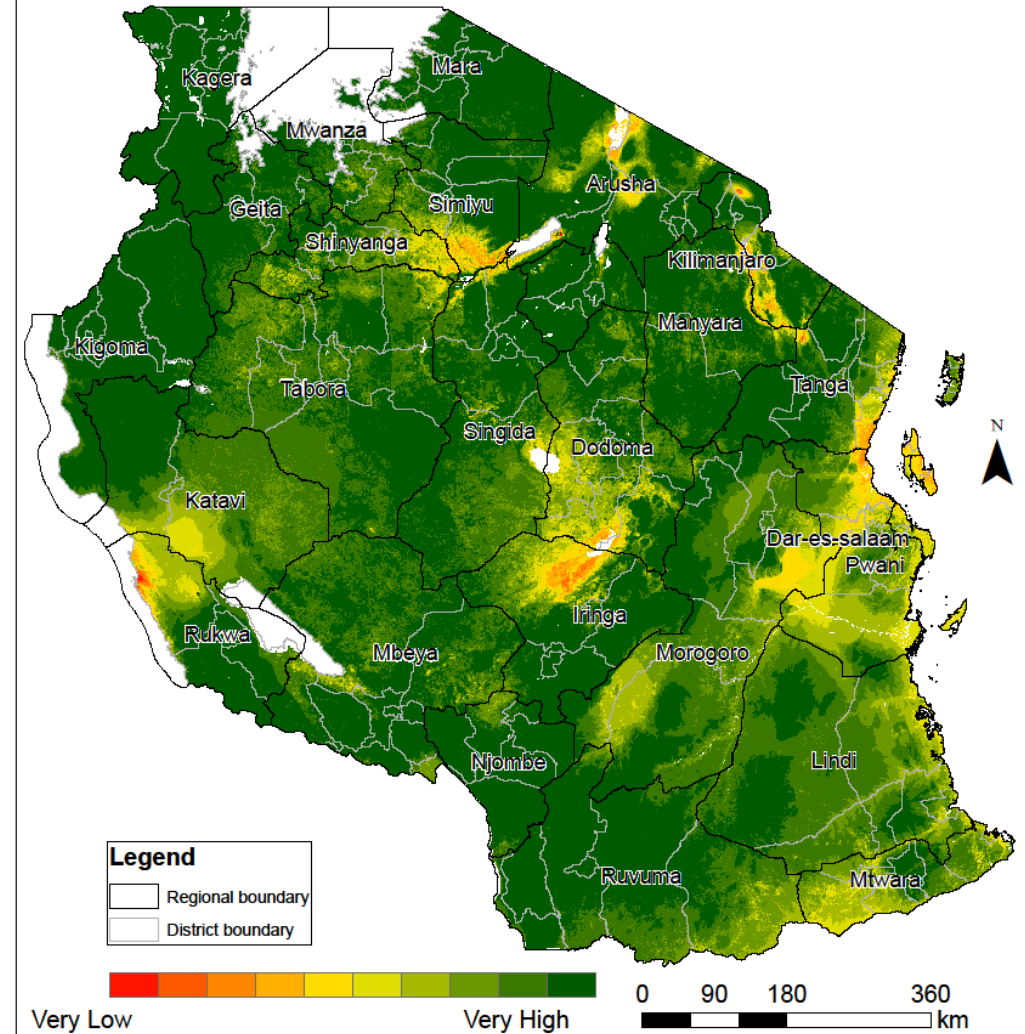 Kagera
Mara
Mwanza
Arusha
Geita
Simiyu
Shinyanga
Kilimanjaro
Manyara
Kigoma
Tapora
Tanga
Singida
Dodoma
N
Katavi
Dar-es-salaam
Pwani
Iringa
Rukwa
Mbeya
Morogoro
Njombe
Lindi
Ruvuma
Mtwara
Legend
Regional boundary
District boundary
Very Low
Very High
0 90 180 360
km